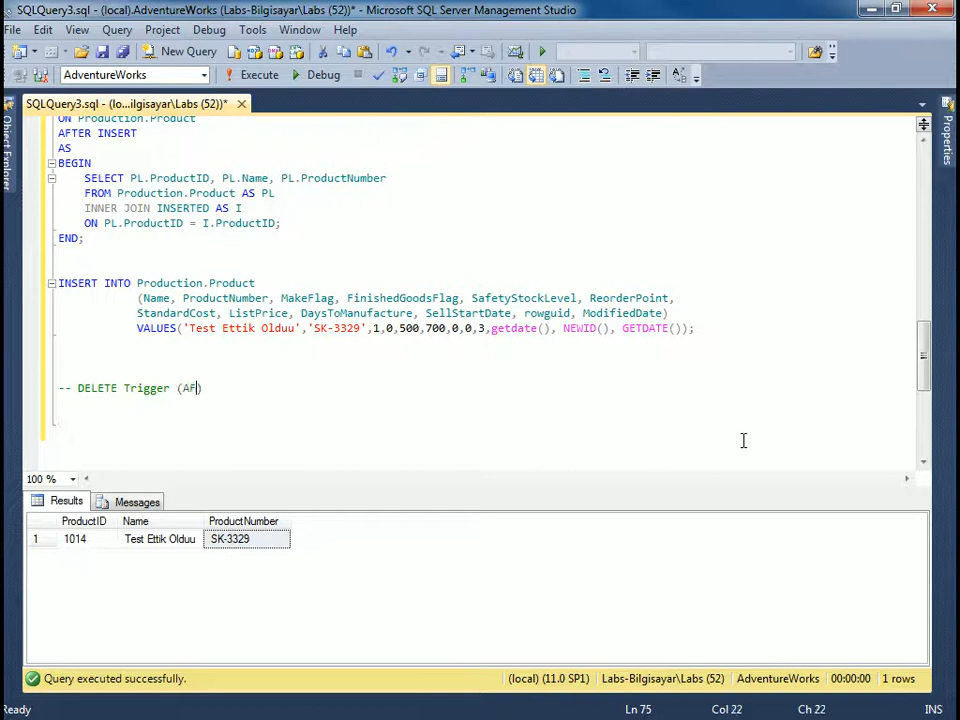 SQLQuery3.sql - (local).AdventureWorks (Labs-Bilgisayar\Labs (52))* - Microsoft SQL Server Management Studio
File Edit View Query Project Debug Tools Window Help
New Query
AdventureWorks Execute Debug
SQLQuery3.sql - (lo...ilgisayar\Labs (52))*
Object Explorer
Properties
ON Production.Product
AFTER INSERT
AS
BEGIN
SELECT PL.ProductID, PL.Name, PL.ProductNumber
FROM Production.Product AS PL
INNER JOIN INSERTED AS I
ON PL.ProductID = I.ProductID;
END;
INSERT INTO Production.Product
(Name, ProductNumber, MakeFlag, FinishedGoodsFlag, SafetyStockLevel, ReorderPoint,
StandardCost, ListPrice, DaysToManufacture, SellStartDate, rowguid, ModifiedDate)
VALUES('Test Ettik Olduu','SK-3329',1,0,500,700,0,0,3,getdate(), NEWID(), GETDATE());
-- DELETE Trigger (AF)
100 %
Results Messages
ProductID Name ProductNumber
1 1014 Test Ettik Olduu SK-3329
Query executed successfully. (local) (11.0 SP1) Labs-Bilgisayar\Labs (52) AdventureWorks 00:00:00 1 rows
Ready Ln 75 Col 22 Ch 22 INS